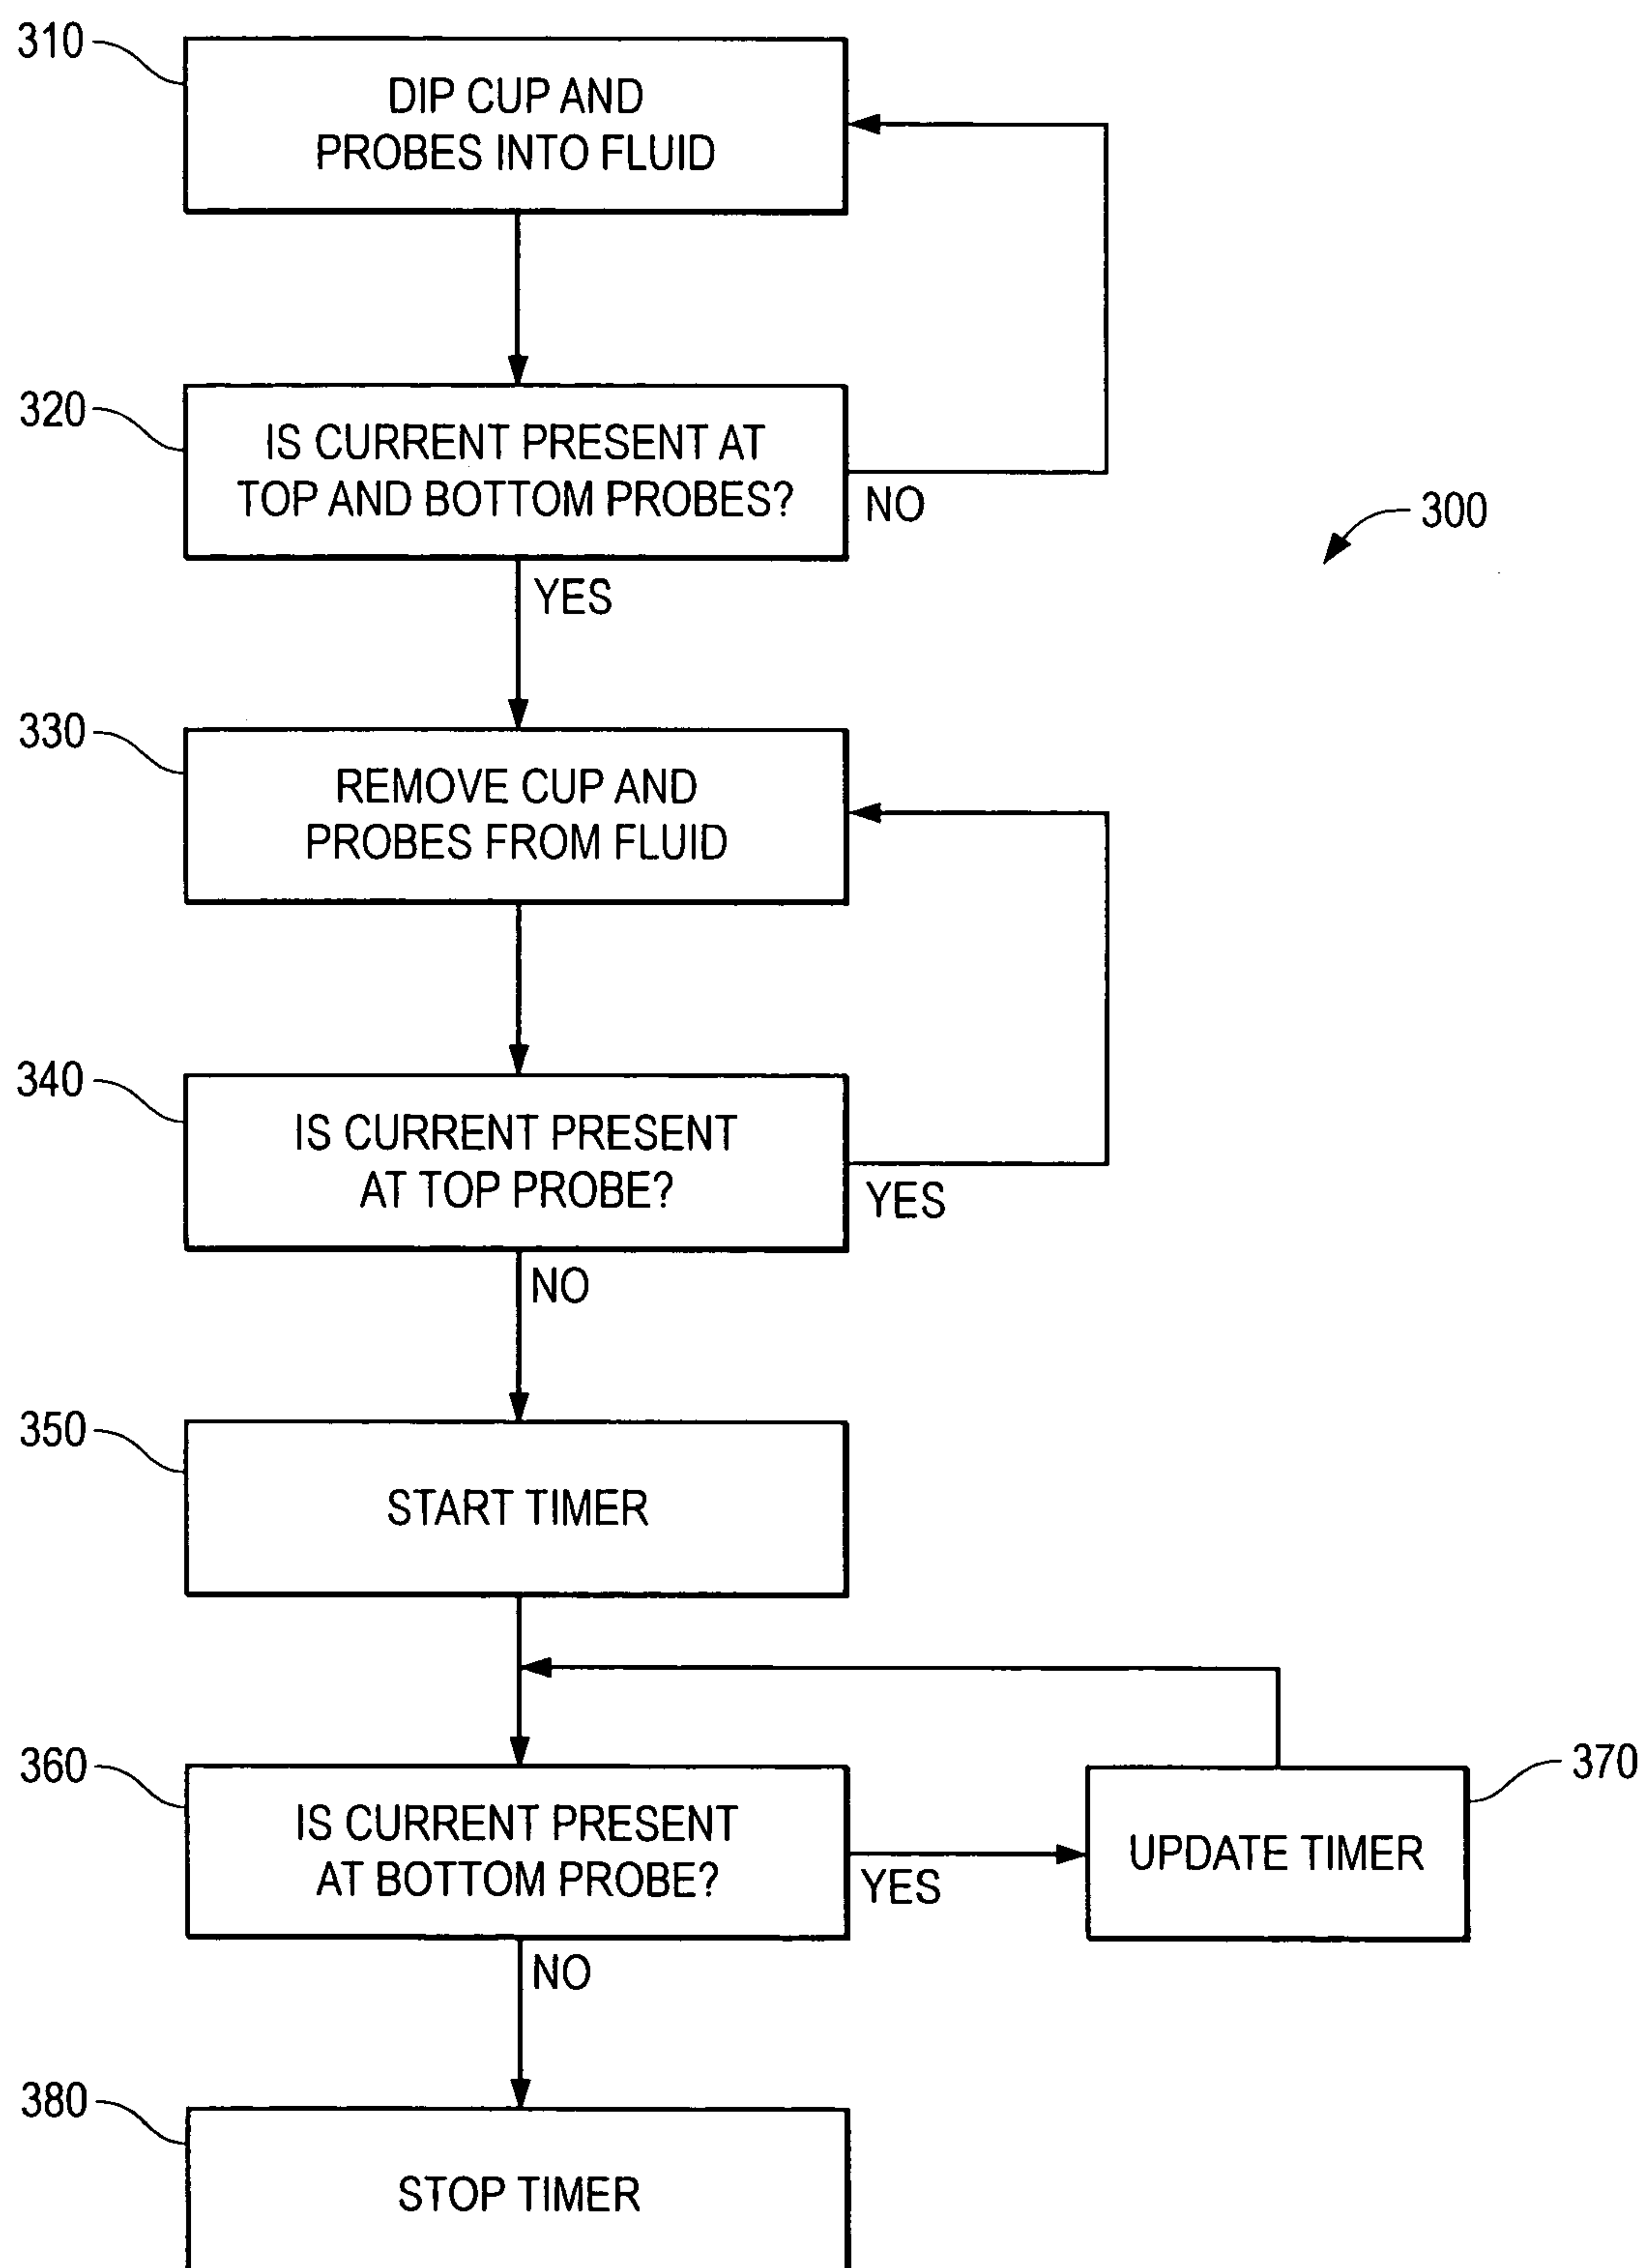 310
DIP CUP AND
PROBES INTO FLUID
320
IS CURRENT PRESENT AT
TOP AND BOTTOM PROBES?
NO
300
YES
330
REMOVE CUP AND
PROBES FROM FLUID
340
IS CURRENT PRESENT
AT TOP PROBE?
YES
NO
350
START TIMER
360
IS CURRENT PRESENT
AT BOTTOM PROBE?
YES
370
UPDATE TIMER
NO
380
STOP TIMER